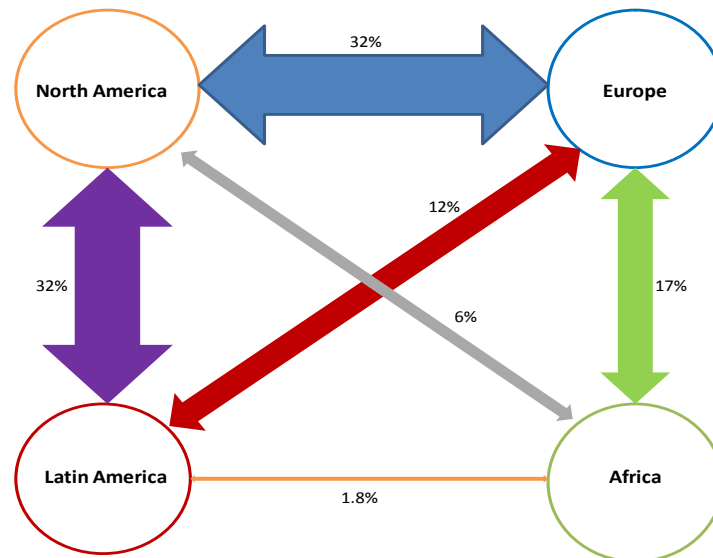 32%
North America
Europe
12%
32%
17%
6%
Latin America
Africa
1.8%